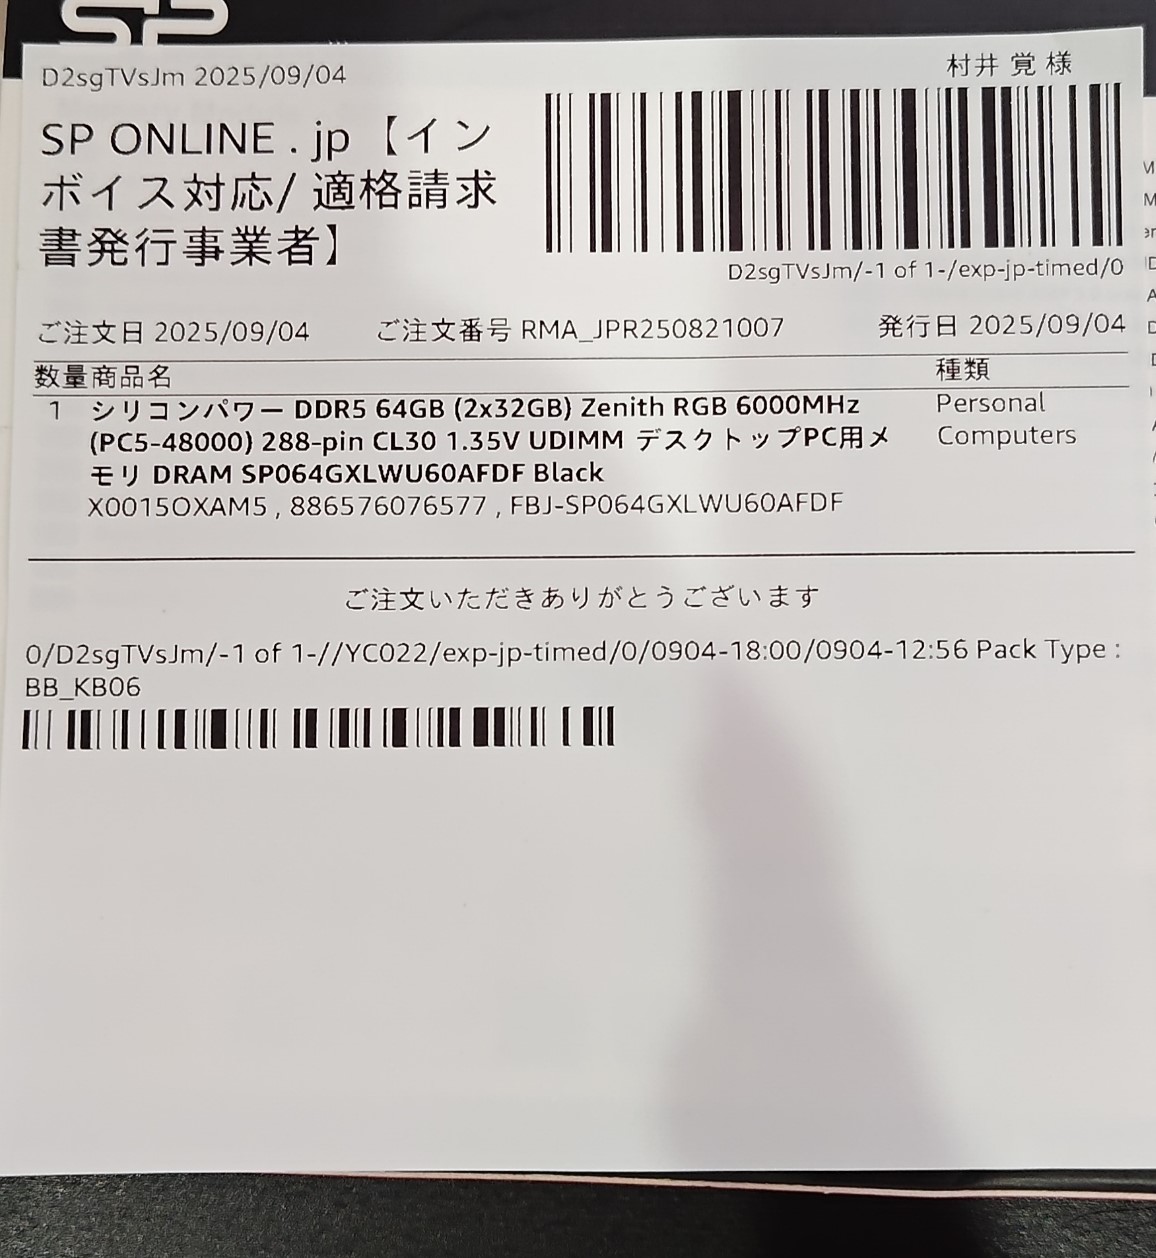 SP
D2sgTVsJm 2025/09/04
村井 覚 様
SP ONLINE . jp【イン
ボイス対応/ 適格請求
書発行事業者】
D2sgTVsJm/-1 of 1-/exp-jp-timed/0
ご注文日 2025/09/04 ご注文番号 RMA_JPR250821007 発行日 2025/09/04
数量 商品名 種類
1 シリコンパワー DDR5 64GB (2x32GB) Zenith RGB 6000MHz Personal
(PC5-48000) 288-pin CL30 1.35V UDIMM デスクトップPC用メ Computers
モリ DRAM SP064GXLWU60AFDF Black
X0015OXAM5 , 886576076577 , FBJ-SP064GXLWU60AFDF
ご注文いただきありがとうございます
0/D2sgTVsJm/-1 of 1-//YC022/exp-jp-timed/0/0904-18:00/0904-12:56 Pack Type :
BB_KB06